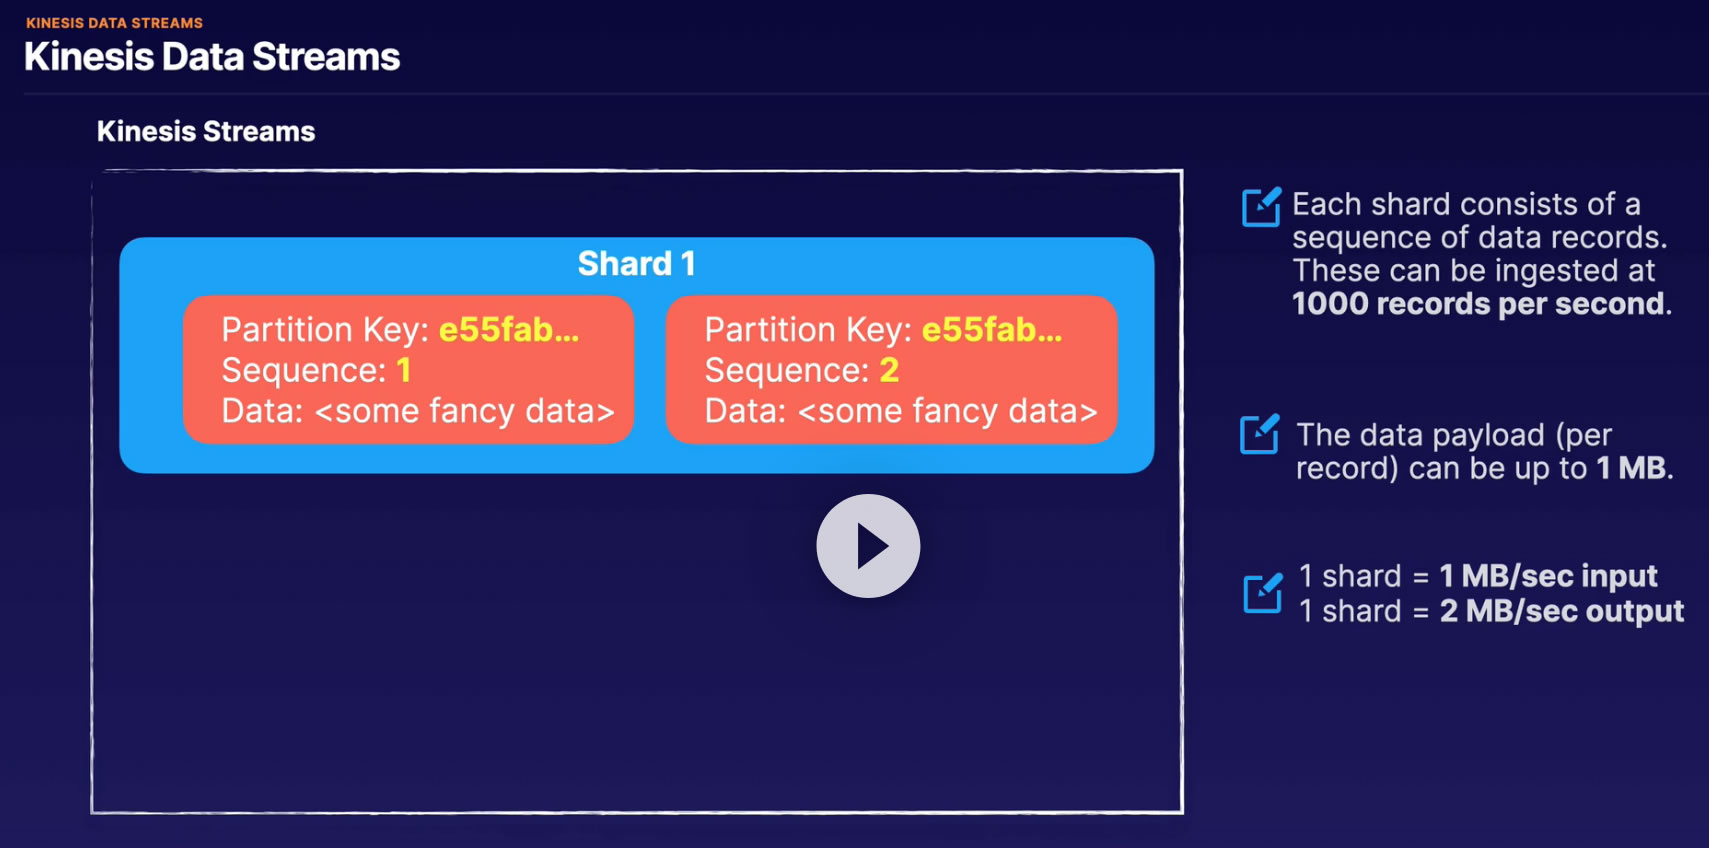 KINESIS DATA STREAMS
Kinesis Data Streams
Kinesis Streams
Shard 1
Partition Key: e55fab...
Sequence: 1
Data: <some fancy data>
Partition Key: e55fab...
Sequence: 2
Data: <some fancy data>
Each shard consists of a
sequence of data records.
These can be ingested at
1000 records per second.
The data payload (per
record) can be up to 1 MB.
1 shard = 1 MB/sec input
1 shard = 2 MB/sec output